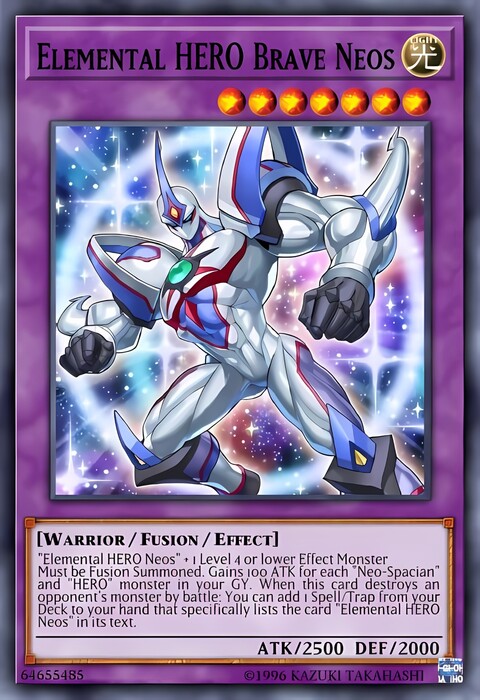 Elemental HERO Brave Neos
LIGHT
光
[Warrior / Fusion / Effect]
"Elemental HERO Neos" + 1 Level 4 or lower Effect Monster
Must be Fusion Summoned. Gains 100 ATK for each "Neo-Spacian"
and "HERO" monster in your GY. When this card destroys an
opponent's monster by battle: You can add 1 Spell/Trap from your
Deck to your hand that specifically lists the card "Elemental HERO
Neos" in its text.
ATK/2500 DEF/2000
64655485
©1996 KAZUKI TAKAHASHI